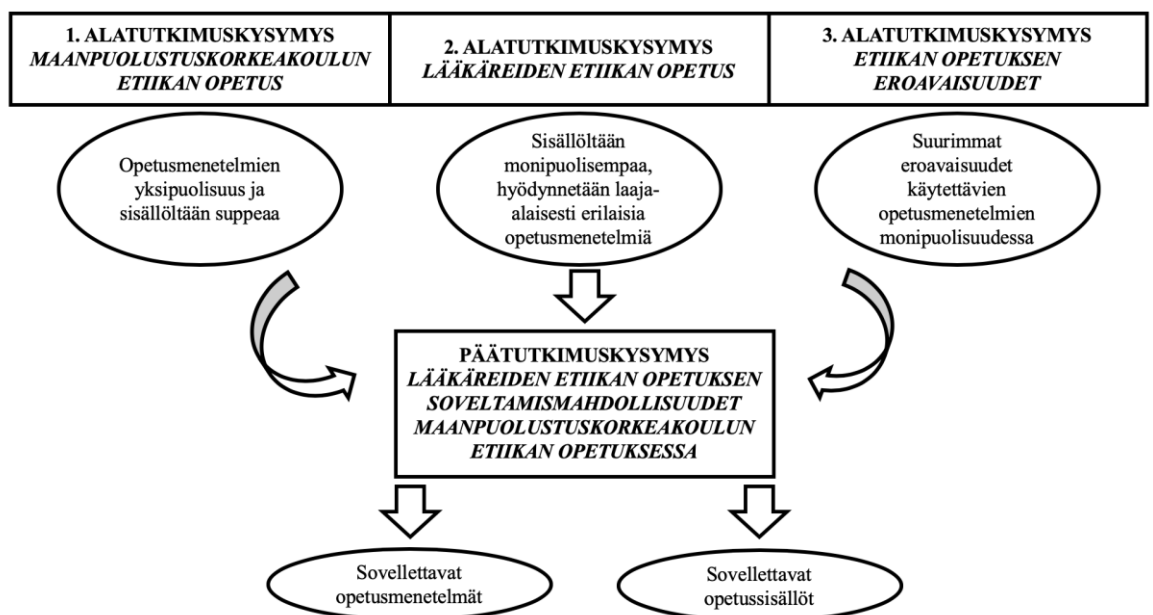 1. ALATUTKIMUSKYSYMYS
MAANPUOLUSTUSKORKEAKOULUN
ETIIKAN OPETUS
2. ALATUTKIMUSKYSYMYS
LÄÄKÄREIDEN ETIIKAN OPETUS
3. ALATUTKIMUSKYSYMYS
ETIIKAN OPETUKSEN
EROAVAISUUDET
Opetusmenetelmien
yksipuolisuus ja
sisällöltään suppeaa
Sisällöltään
monipuolisempaa,
hyödynnetään laaja-
alaisesti erilaisia
opetusmenetelmiä
Suurimmat
eroavaisuudet
käytettävien
opetusmenetelmien
monipuolisuudessa
PÄÄTUTKIMUSKYSYMYS
LÄÄKÄREIDEN ETIIKAN OPETUKSEN
SOVELTAMISMAHDOLLISUUDET
MAANPUOLUSTUSKORKEAKOULUN
ETIIKAN OPETUKSESSA
Sovellettavat
opetusmenetelmät
Sovellettavat
opetussisällöt